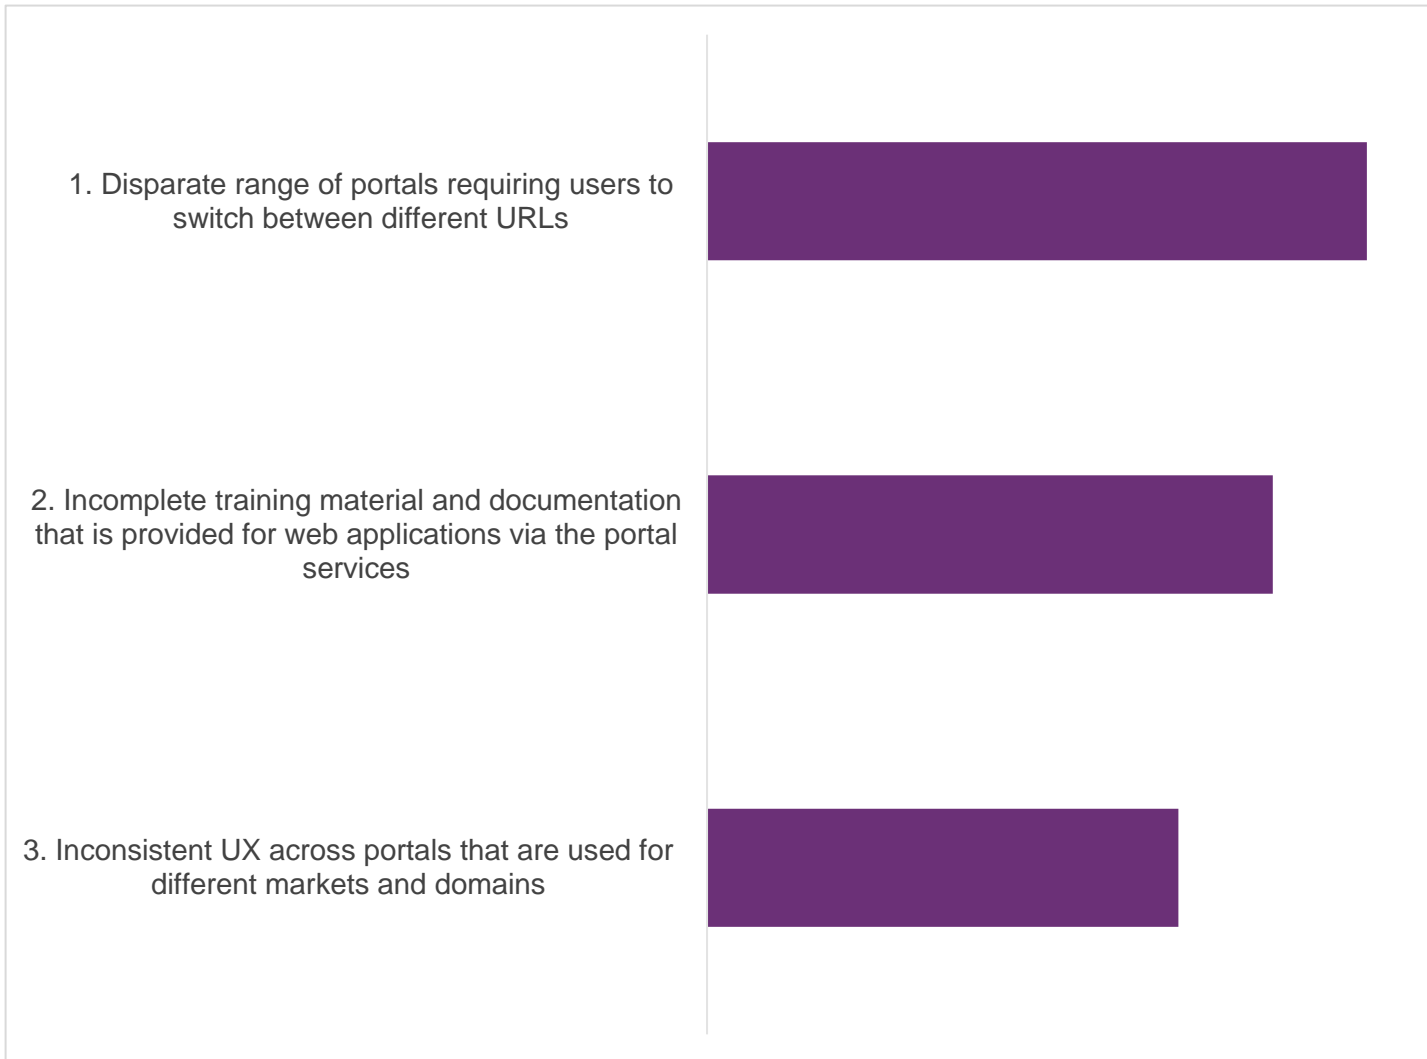 1. Disparate range of portals requiring users to
switch between different URLs
2. Incomplete training material and documentation
that is provided for web applications via the portal
services
3. Inconsistent UX across portals that are used for
different markets and domains